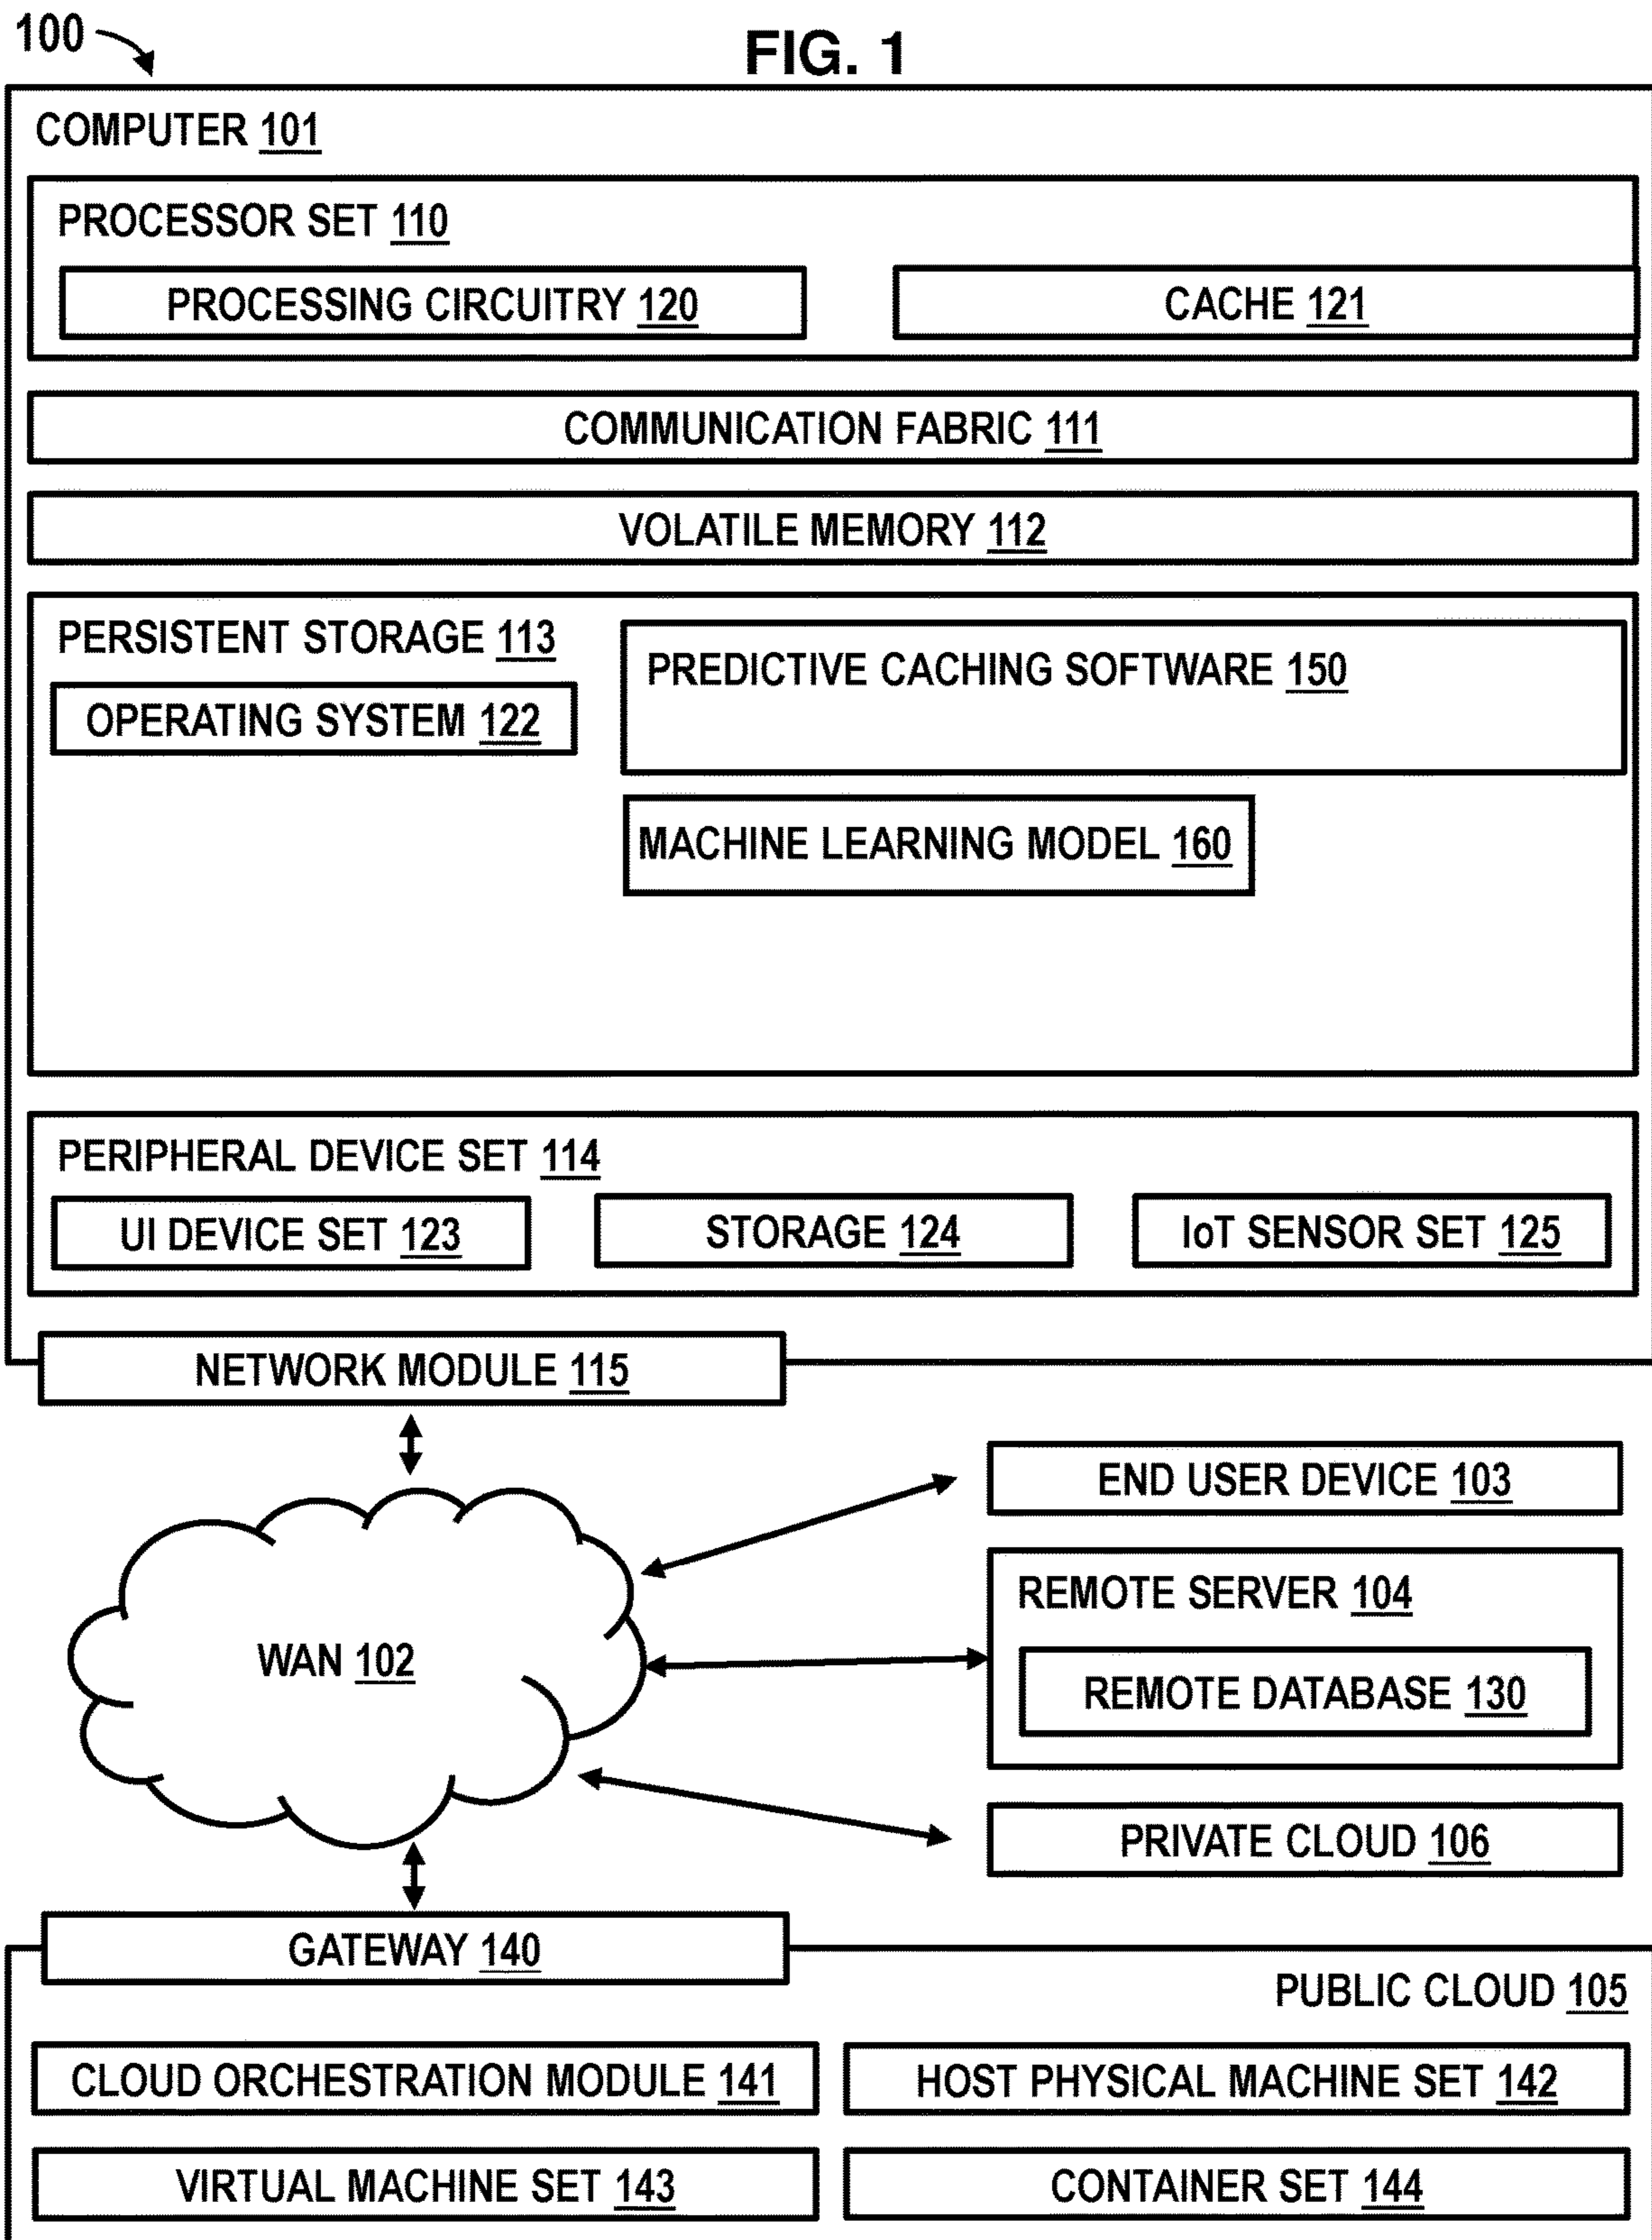 100
FIG. 1
COMPUTER 101
PROCESSOR SET 110
PROCESSING CIRCUITRY 120
CACHE 121
COMMUNICATION FABRIC 111
VOLATILE MEMORY 112
PERSISTENT STORAGE 113
OPERATING SYSTEM 122
PREDICTIVE CACHING SOFTWARE 150
MACHINE LEARNING MODEL 160
PERIPHERAL DEVICE SET 114
UI DEVICE SET 123
STORAGE 124
IoT SENSOR SET 125
NETWORK MODULE 115
END USER DEVICE 103
REMOTE SERVER 104
WAN 102
REMOTE DATABASE 130
PRIVATE CLOUD 106
GATEWAY 140
PUBLIC CLOUD 105
CLOUD ORCHESTRATION MODULE 141
HOST PHYSICAL MACHINE SET 142
VIRTUAL MACHINE SET 143
CONTAINER SET 144